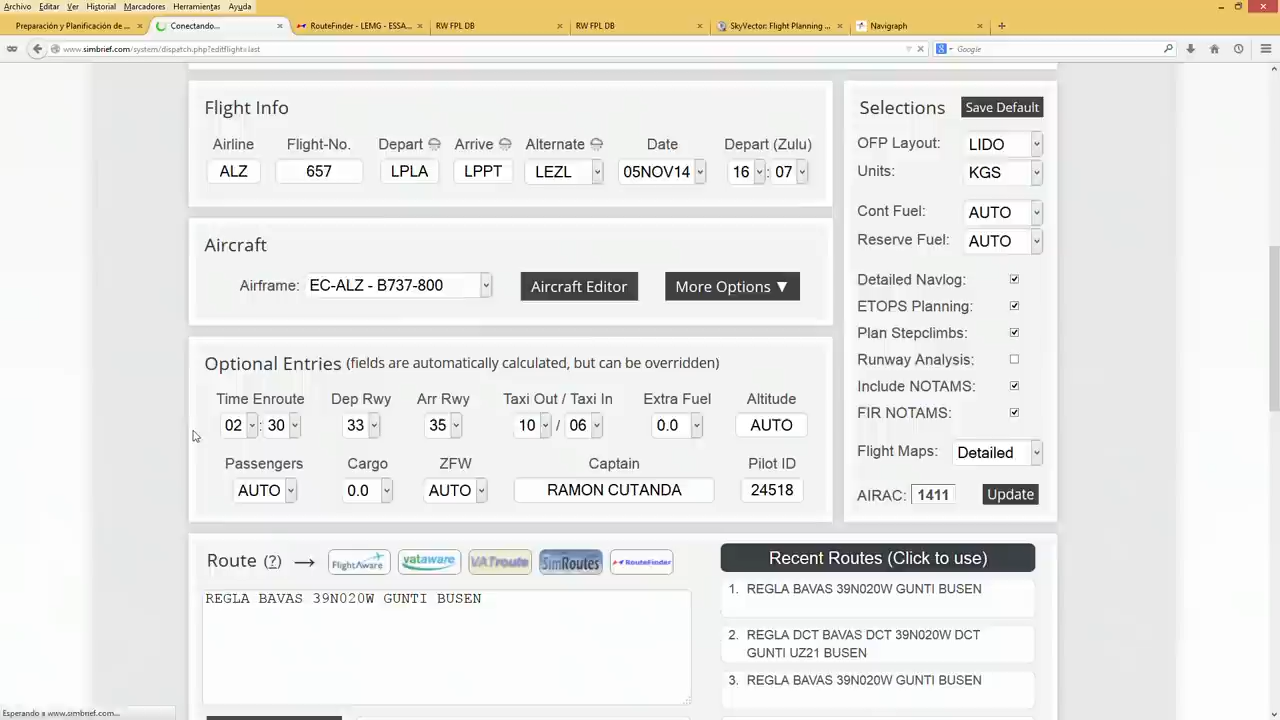 Archivo Editar Ver Historial Marcadores Herramientas Ayuda
Preparación y Planificación de ...
Conectando...
RouteFinder - LEMG - ESSA...
RW FPL DB
RW FPL DB
SkyVector: Flight Planning ...
Navigraph
www.simbrief.com/system/dispatch.php?editflight=last
Google
Flight Info
Airline Flight-No. Depart Arrive Alternate Date Depart (Zulu)
ALZ 657 LPLA LPPT LEZL 05NOV14 16 : 07
Aircraft
Airframe: EC-ALZ - B737-800 Aircraft Editor More Options ▼
Optional Entries (fields are automatically calculated, but can be overridden)
Time Enroute Dep Rwy Arr Rwy Taxi Out / Taxi In Extra Fuel Altitude
02 : 30 33 35 10 / 06 0.0 AUTO
Passengers Cargo ZFW Captain Pilot ID
AUTO 0.0 AUTO RAMON CUTANDA 24518
Selections Save Default
OFP Layout: LIDO
Units: KGS
Cont Fuel: AUTO
Reserve Fuel: AUTO
Detailed Navlog:
ETOPS Planning:
Plan Stepclimbs:
Runway Analysis:
Include NOTAMS:
FIR NOTAMS:
Flight Maps: Detailed
AIRAC: 1411 Update
Route (?) → FlightAware vataware VATroute SimRoutes RouteFinder
REGLA BAVAS 39N020W GUNTI BUSEN
Recent Routes (Click to use)
1. REGLA BAVAS 39N020W GUNTI BUSEN
2. REGLA DCT BAVAS DCT 39N020W DCT
GUNTI UZ21 BUSEN
3. REGLA BAVAS 39N020W GUNTI BUSEN
Esperando a www.simbrief.com...